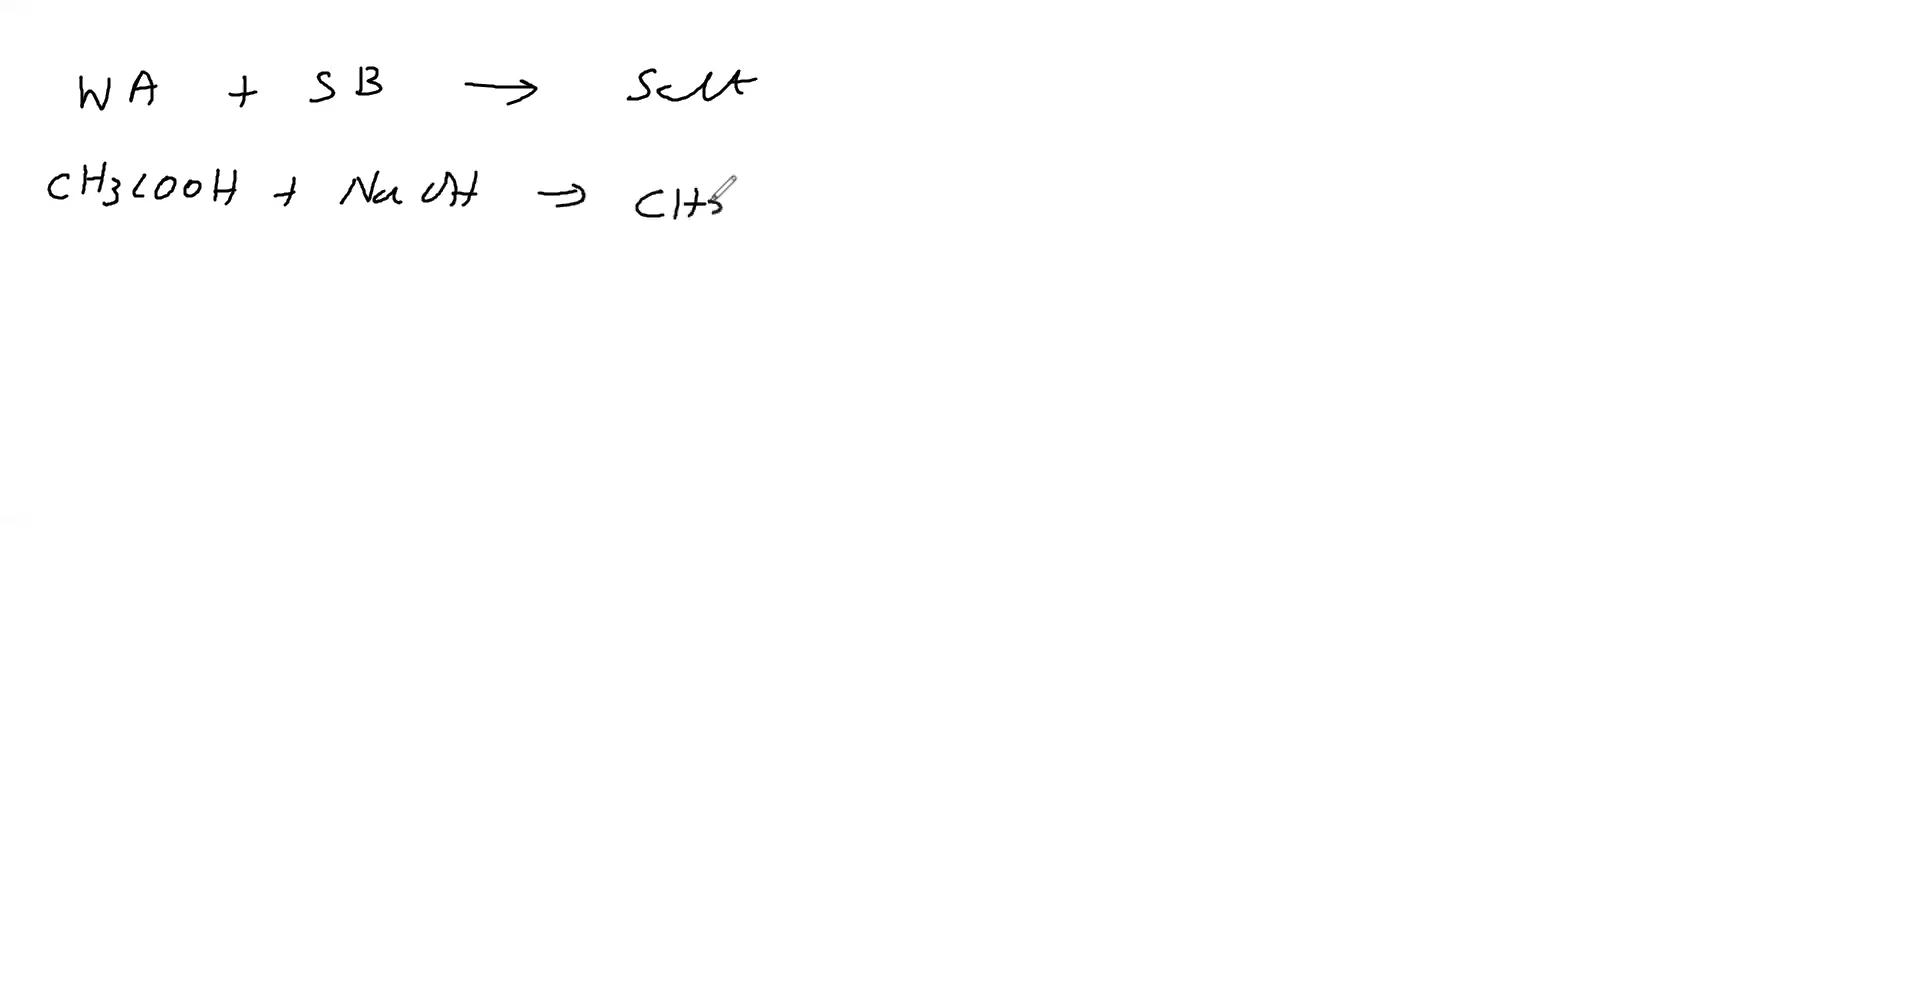 WA + SB → Salt
CH3COOH + NaOH → CH3